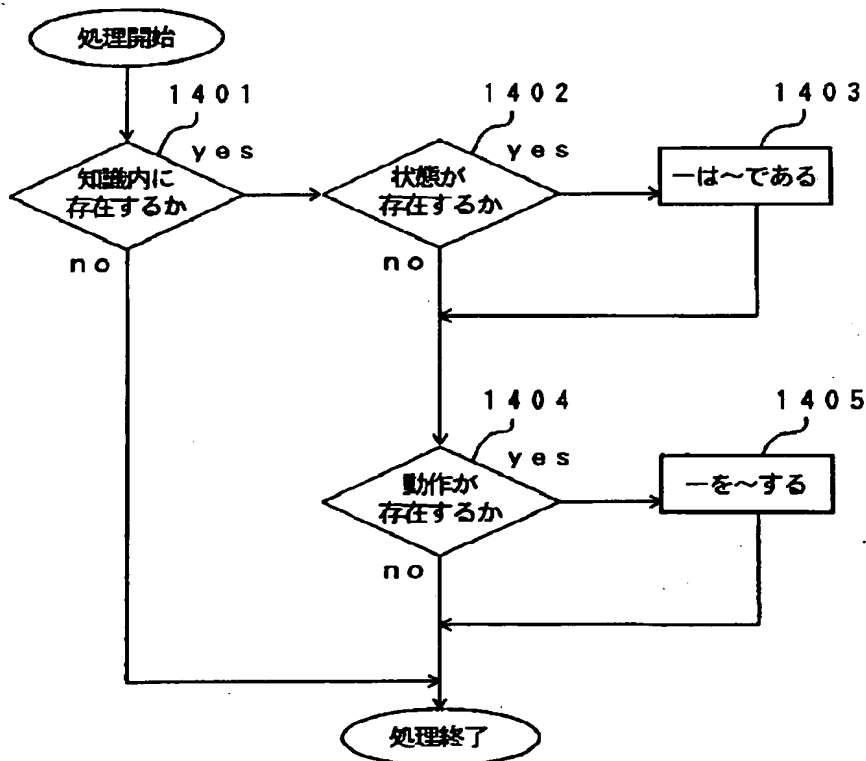 処理開始
1401
1402
1403
yes
yes
知識内に
存在するか
状態が
存在するか
ーは～である
no
no
1404
1405
yes
動作が
存在するか
ーを～する
no
処理終了